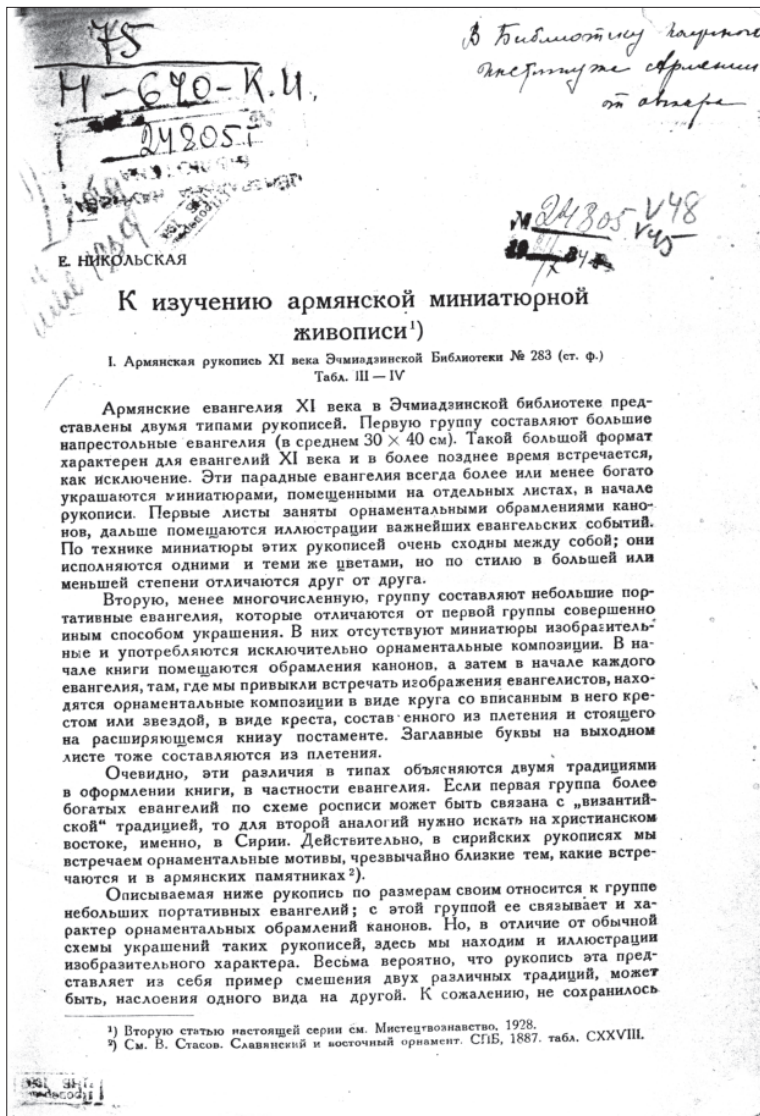 75
Н-640-К.И.
24805Г
В Библиотеку
Института Армении
от автора
№ 24805 V48
V45
Е. НИКОЛЬСКАЯ
К изучению армянской миниатюрной
живописи¹)
I. Армянская рукопись XI века Эчмиадзинской Библиотеки № 283 (ст. ф.)
Табл. III — IV
Армянские евангелия XI века в Эчмиадзинской библиотеке пред-
ставлены двумя типами рукописей. Первую группу составляют большие
напрестольные евангелия (в среднем 30 × 40 см). Такой большой формат
характерен для евангелий XI века и в более позднее время встречается,
как исключение. Эти парадные евангелия всегда более или менее богато
украшаются миниатюрами, помещенными на отдельных листах, в начале
рукописи. Первые листы заняты орнаментальными обрамлениями кано-
нов, дальше помещаются иллюстрации важнейших евангельских событий.
По технике миниатюры этих рукописей очень сходны между собой; они
исполняются одними и теми же цветами, но по стилю в большей или
меньшей степени отличаются друг от друга.
Вторую, менее многочисленную, группу составляют небольшие пор-
тативные евангелия, которые отличаются от первой группы совершенно
иным способом украшения. В них отсутствуют миниатюры изобразитель-
ные и употребляются исключительно орнаментальные композиции. В на-
чале книги помещаются обрамления канонов, а затем в начале каждого
евангелия, там, где мы привыкли встречать изображения евангелистов, нахо-
дятся орнаментальные композиции в виде круга со вписанным в него кре-
стом или звездой, в виде креста, составленного из плетения и стоящего
на расширяющемся книзу постаменте. Заглавные буквы на выходном
листе тоже составляются из плетения.
Очевидно, эти различия в типах объясняются двумя традициями
в оформлении книги, в частности евангелия. Если первая группа более
богатых евангелий по схеме росписи может быть связана с „византий-
ской“ традицией, то для второй аналогий нужно искать на христианском
востоке, именно, в Сирии. Действительно, в сирийских рукописях мы
встречаем орнаментальные мотивы, чрезвычайно близкие тем, какие встре-
чаются и в армянских памятниках²).
Описываемая ниже рукопись по размерам своим относится к группе
небольших портативных евангелий; с этой группой ее связывает и ха-
рактер орнаментальных обрамлений канонов. Но, в отличие от обычной
схемы украшений таких рукописей, здесь мы находим и иллюстрации
изобразительного характера. Весьма вероятно, что рукопись эта пред-
ставляет из себя пример смешения двух различных традиций, может
быть, наслоения одного вида на другой. К сожалению, не сохранилось
¹) Вторую статью настоящей серии см. Мистецтвознавство, 1928.
²) См. В. Стасов. Славянский и восточный орнамент. СПБ, 1887. табл. CXXVIII.